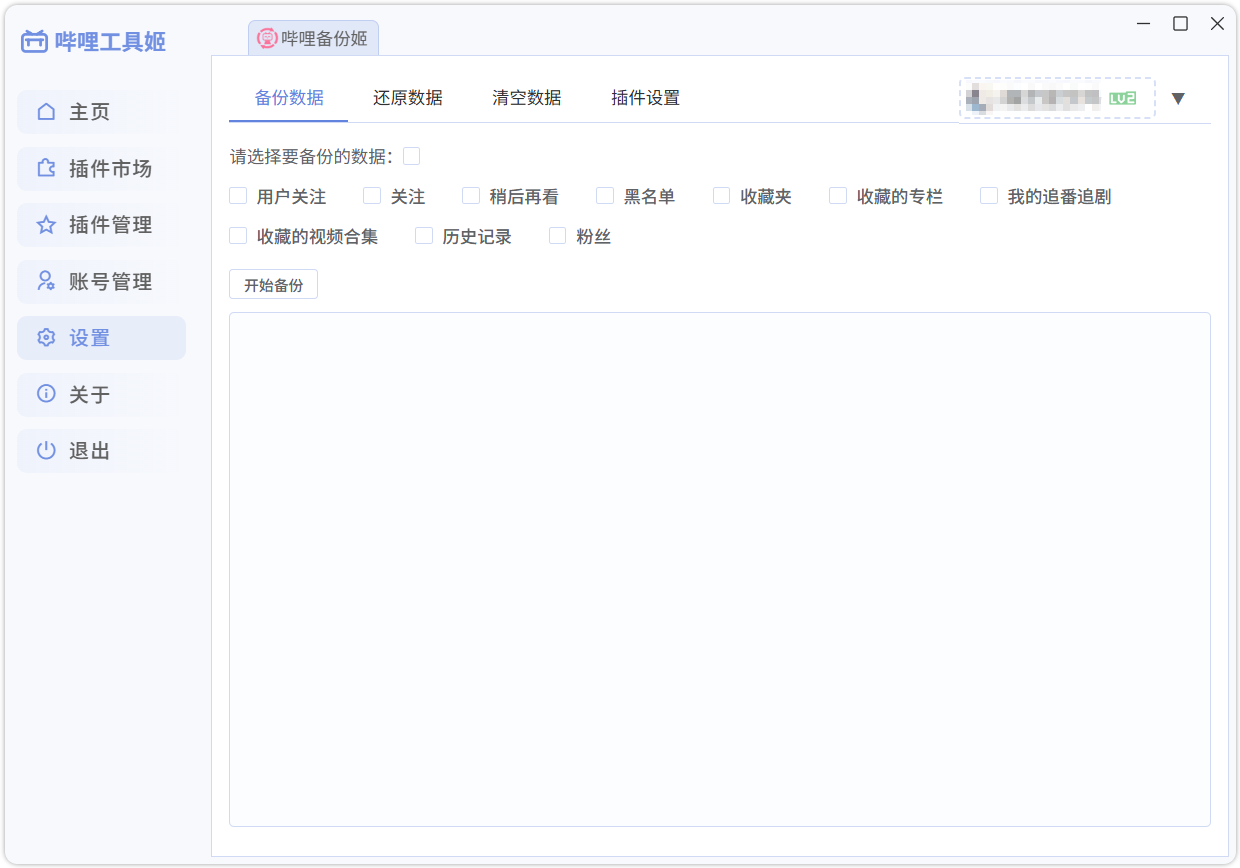 哔哩工具姬
哔哩备份姬
主页
插件市场
插件管理
账号管理
设置
关于
退出
备份数据 还原数据 清空数据 插件设置 LV2
请选择要备份的数据：
用户关注 关注 稍后再看 黑名单 收藏夹 收藏的专栏 我的追番追剧
收藏的视频合集 历史记录 粉丝
开始备份